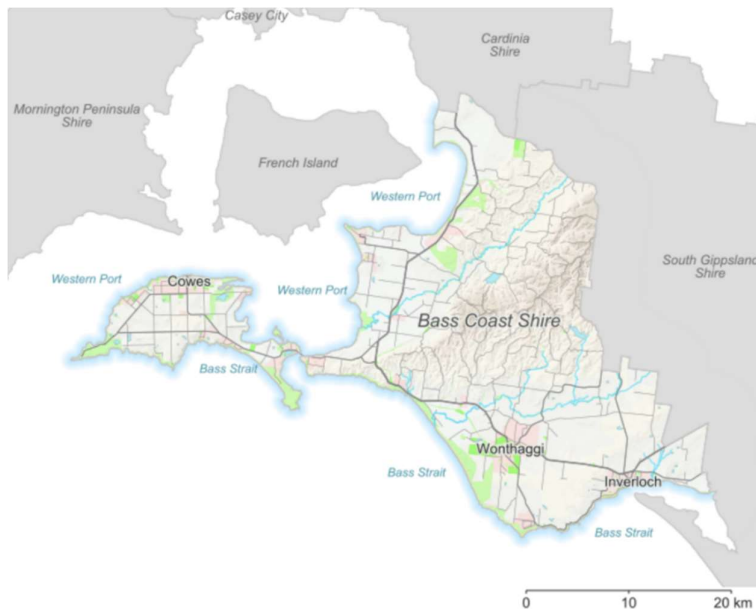 Casey City
Cardinia
Shire
Mornington Peninsula
Shire
French Island
Western Port
South Gippsland
Shire
Western Port
Cowes
Western Port
Bass Coast Shire
Bass Strait
Wonthaggi
Bass Strait
Inverloch
Bass Strait
0 10 20 km